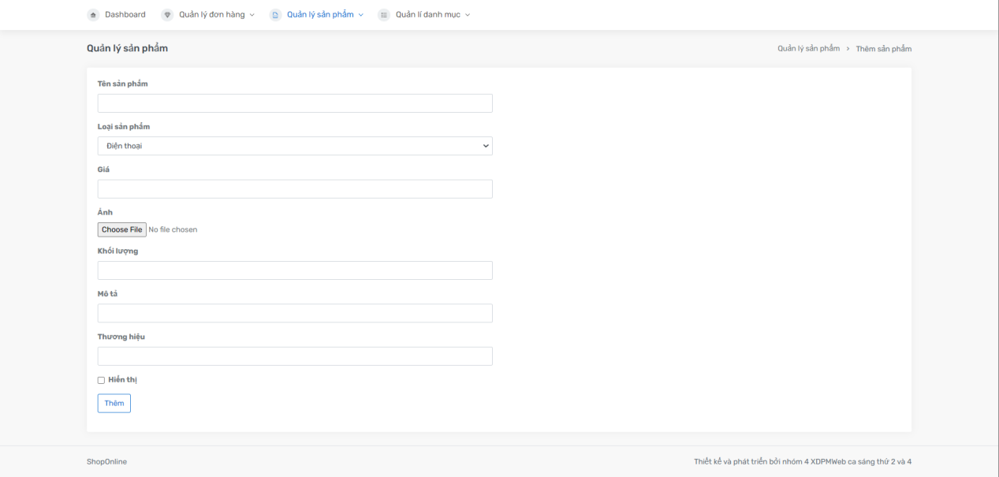 Dashboard Quản lý đơn hàng Quản lý sản phẩm Quản lí danh mục
Quản lý sản phẩm Quản lý sản phẩm > Thêm sản phẩm
Tên sản phẩm
Loại sản phẩm
Điện thoại
Giá
Ảnh
Choose File No file chosen
Khối lượng
Mô tả
Thương hiệu
Hiển thị
Thêm
ShopOnline Thiết kế và phát triển bởi nhóm 4 XDPMWeb ca sáng thứ 2 và 4